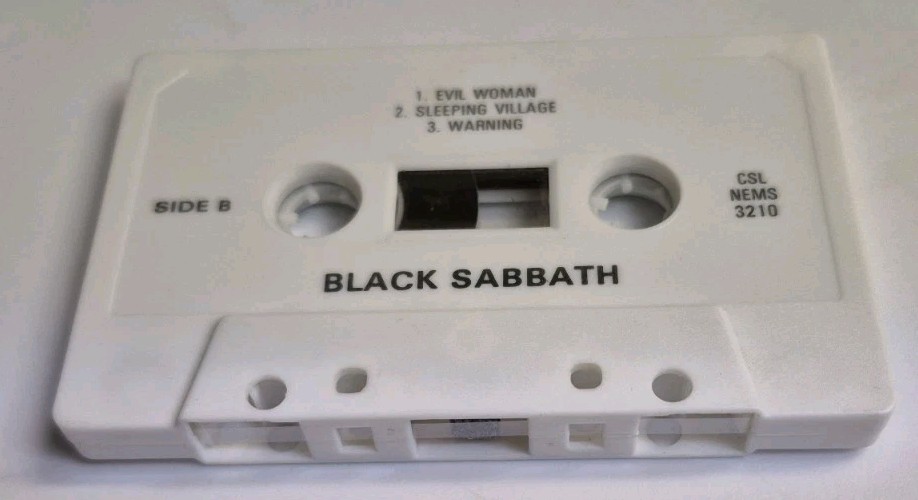 1. EVIL WOMAN
2. SLEEPING VILLAGE
3. WARNING
SIDE B
CSL
NEMS
3210
BLACK SABBATH